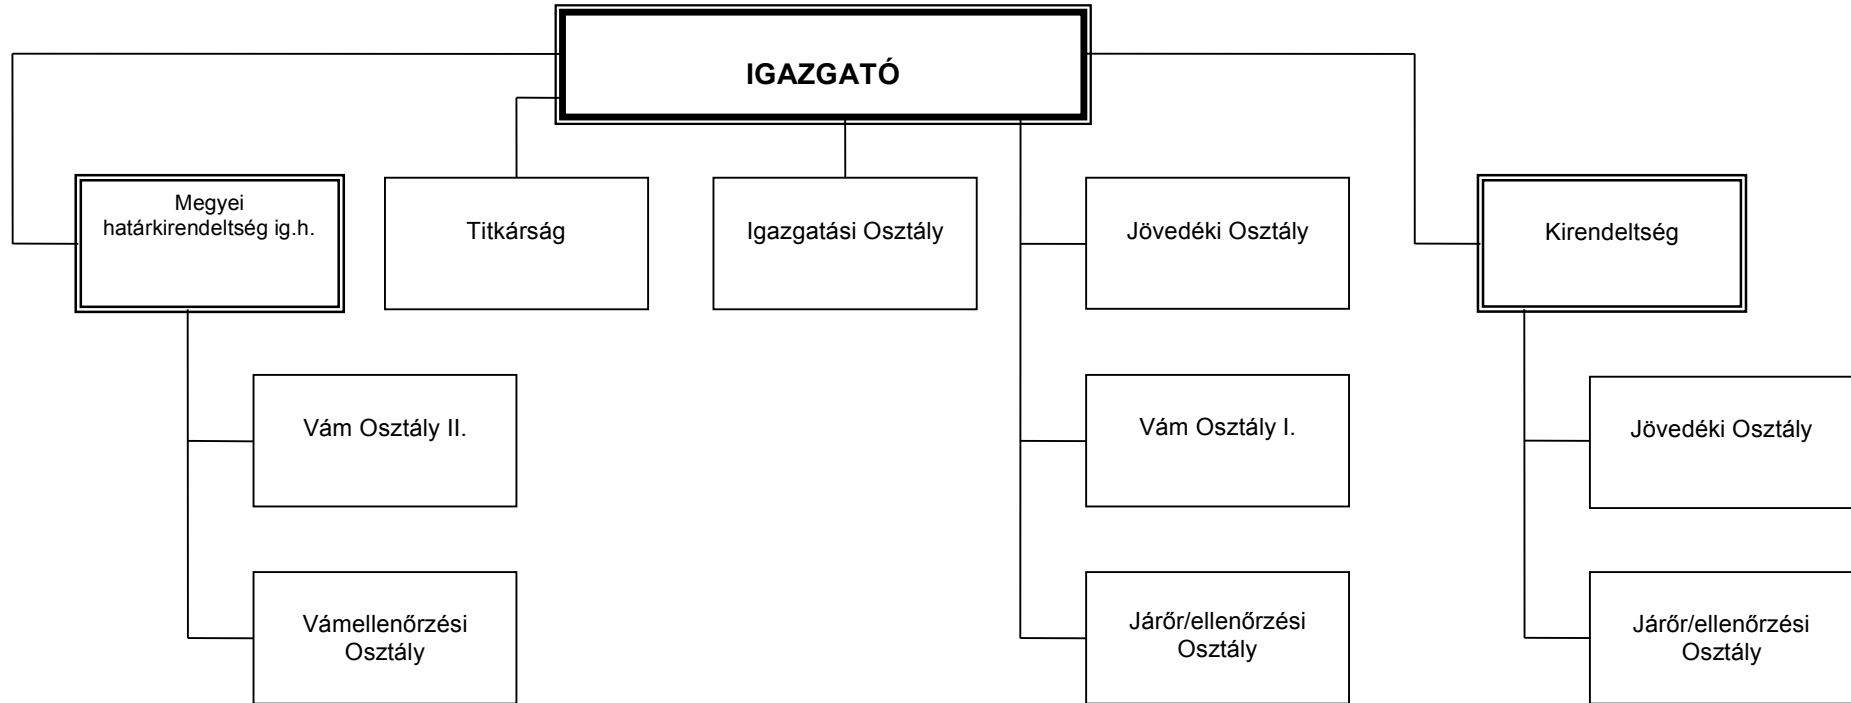 IGAZGATÓ
Megyei
határkirendeltség ig.h.
Titkárság
Igazgatási Osztály
Jövedéki Osztály
Kirendeltség
Vám Osztály II.
Vám Osztály I.
Jövedéki Osztály
Vámellenőrzési
Osztály
Járőr/ellenőrzési
Osztály
Járőr/ellenőrzési
Osztály